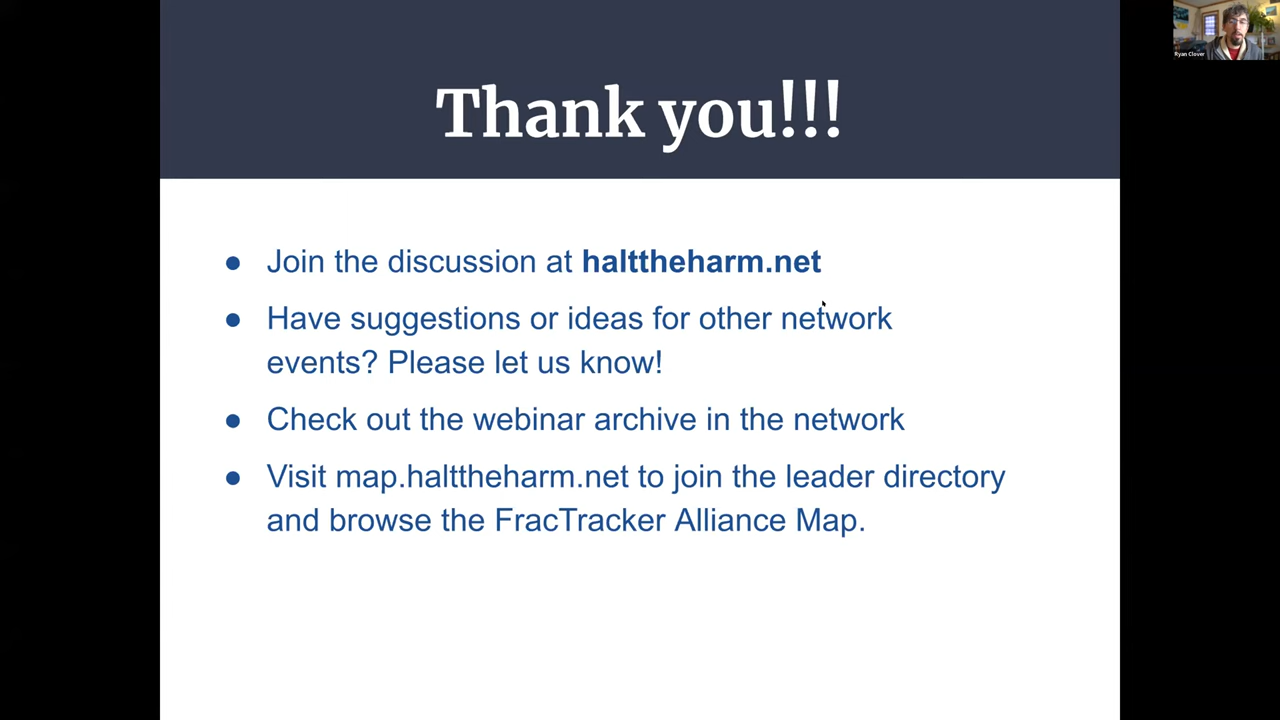 Thank you!!!
Ryan Clover
● Join the discussion at halttheharm.net
● Have suggestions or ideas for other network
events? Please let us know!
● Check out the webinar archive in the network
● Visit map.halttheharm.net to join the leader directory
and browse the FracTracker Alliance Map.